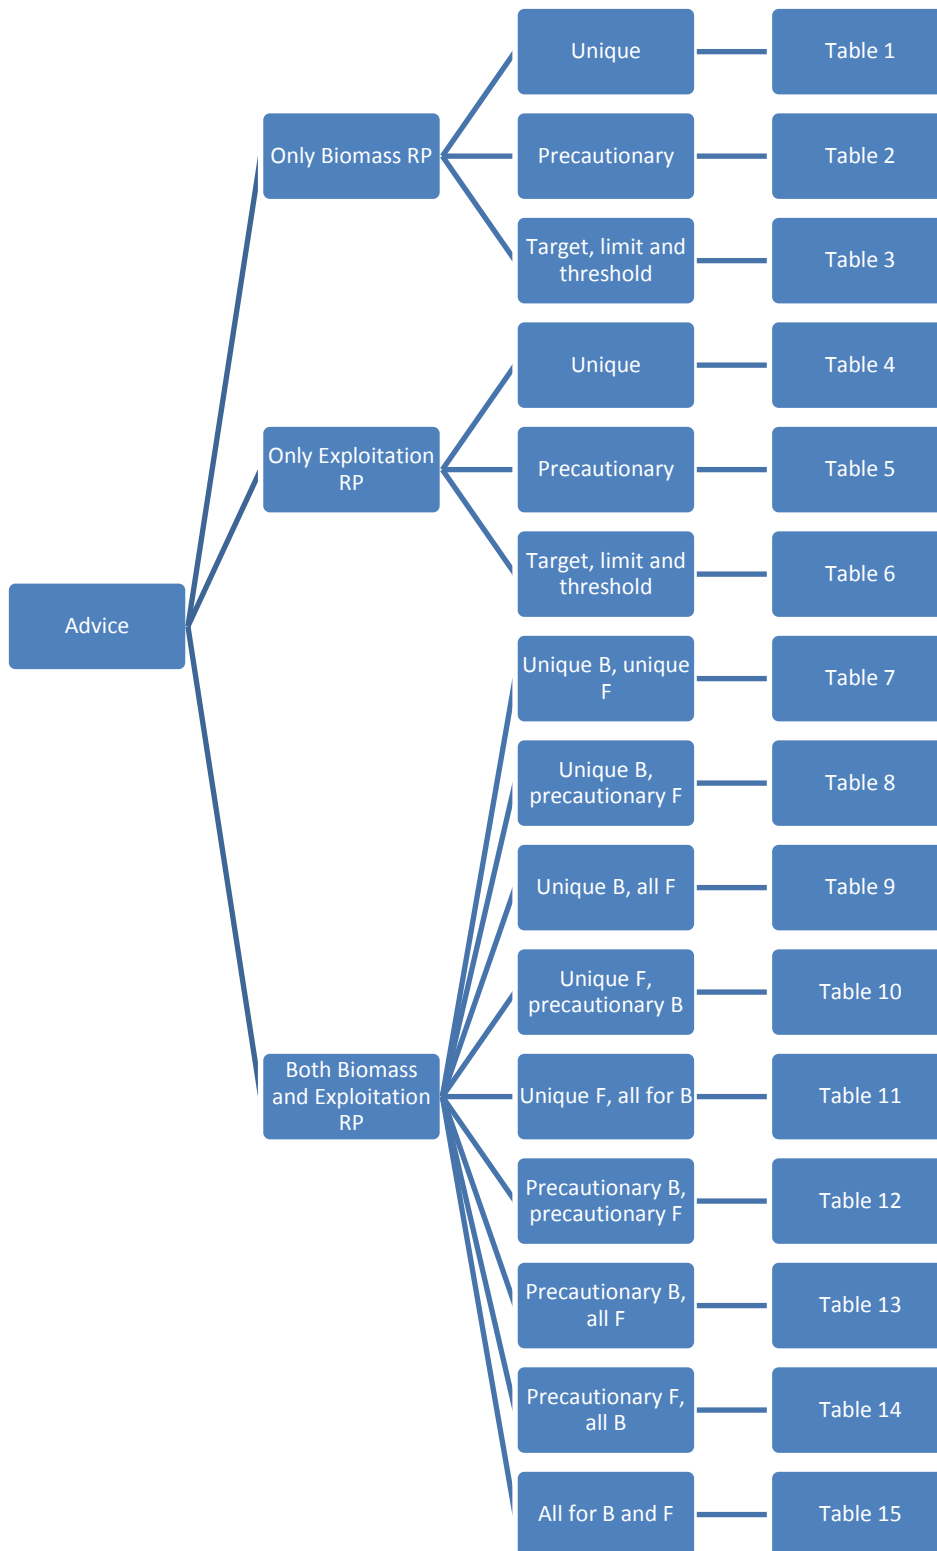 Unique
Table 1
Only Biomass RP
Precautionary
Table 2
Target, limit and
threshold
Table 3
Unique
Table 4
Only Exploitation
RP
Precautionary
Table 5
Target, limit and
threshold
Table 6
Advice
Unique B, unique
F
Table 7
Unique B,
precautionary F
Table 8
Unique B, all F
Table 9
Unique F,
precautionary B
Table 10
Both Biomass
and Exploitation
RP
Unique F, all for B
Table 11
Precautionary B,
precautionary F
Table 12
Precautionary B,
all F
Table 13
Precautionary F,
all B
Table 14
All for B and F
Table 15